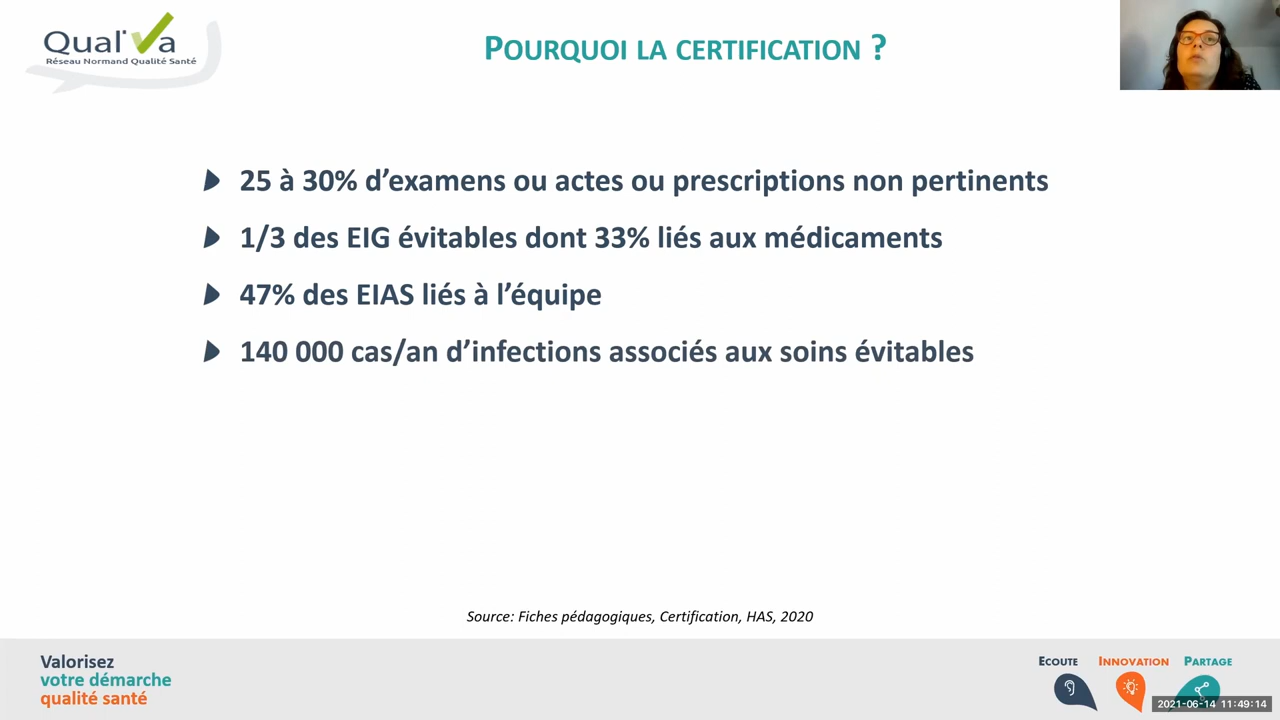 Qual'Va
Réseau Normand Qualité Santé
POURQUOI LA CERTIFICATION ?
25 à 30% d’examens ou actes ou prescriptions non pertinents
1/3 des EIG évitables dont 33% liés aux médicaments
47% des EIAS liés à l’équipe
140 000 cas/an d’infections associés aux soins évitables
Source: Fiches pédagogiques, Certification, HAS, 2020
Valorisez
votre démarche
qualité santé
ECOUTE INNOVATION PARTAGE
2021-06-14 11:49:14